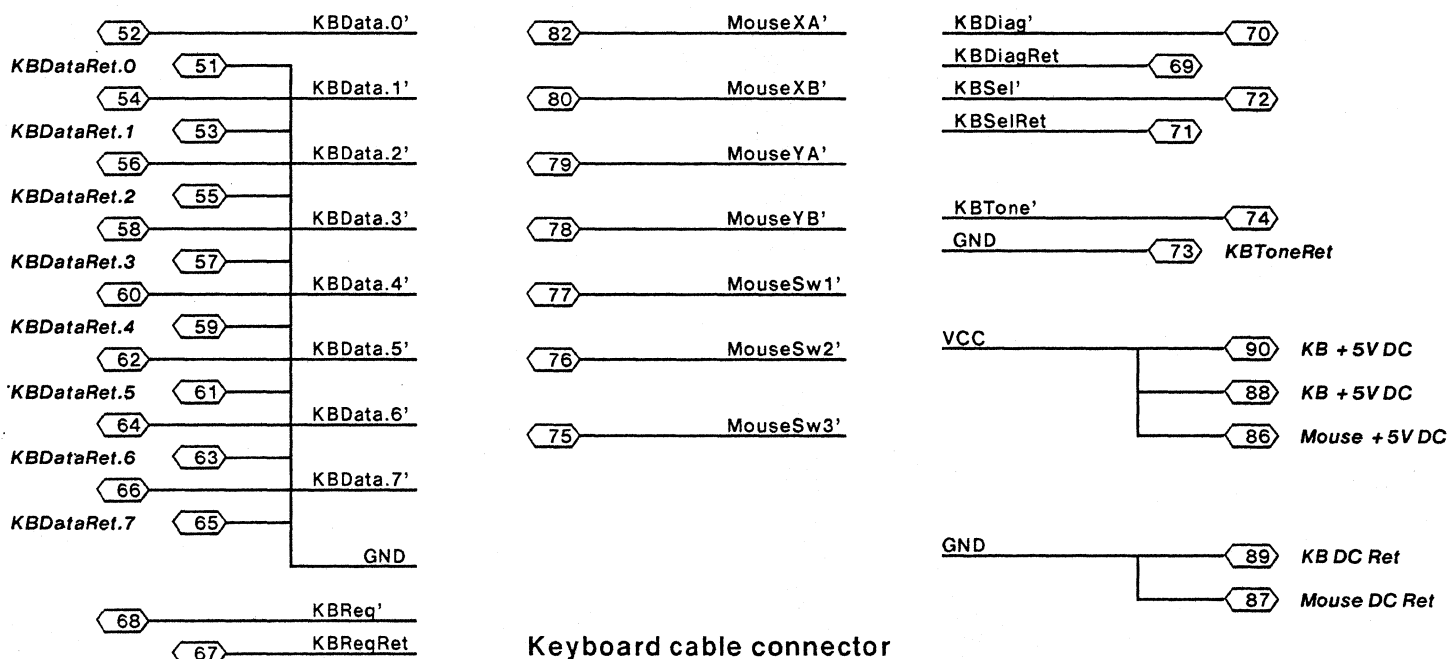 52 KBData.0'
KBDataRet.0 51
54 KBData.1'
KBDataRet.1 53
56 KBData.2'
KBDataRet.2 55
58 KBData.3'
KBDataRet.3 57
60 KBData.4'
KBDataRet.4 59
62 KBData.5'
KBDataRet.5 61
64 KBData.6'
KBDataRet.6 63
66 KBData.7'
KBDataRet.7 65
GND
68 KBReq'
67 KBReqRet
82 MouseXA'
80 MouseXB'
79 MouseYA'
78 MouseYB'
77 MouseSw1'
76 MouseSw2'
75 MouseSw3'
KBDiag' 70
KBDiagRet 69
KBSel' 72
KBSelRet 71
KBTone' 74
GND 73 KBToneRet
VCC 90 KB +5V DC
88 KB +5V DC
86 Mouse +5V DC
GND 89 KB DC Ret
87 Mouse DC Ret
Keyboard cable connector